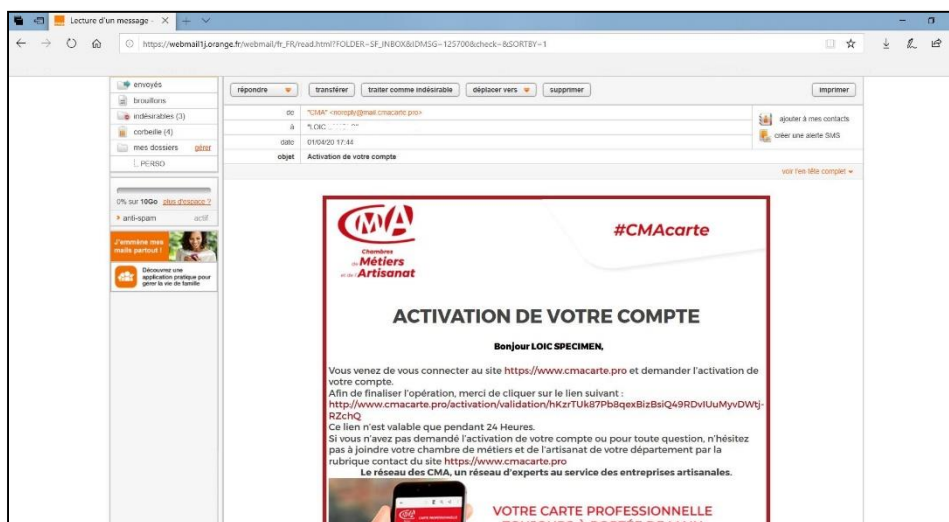 Lecture d'un message -
https://webmail1j.orange.fr/webmail/fr_FR/read.html?FOLDER=SF_INBOX&IDMSG=125700&check=&SORTBY=1
envoyés
brouillons
indésirables (3)
corbeille (4)
mes dossiers gérer
PERSO
0% sur 10Go plus d'espace ?
anti-spam actif
J'emmène mes
mails partout !
Découvrez une
application pratique pour
gérer la vie de famille
répondre transférer traiter comme indésirable déplacer vers supprimer imprimer
de "CMA" <noreply@mail.cmacarte.pro>
à "LOIC
date 01/04/20 17:44
objet Activation de votre compte
ajouter à mes contacts
créer une alerte SMS
voir l'en-tête complet
CMA
Chambres
de Métiers
et de l'Artisanat
#CMAcarte
ACTIVATION DE VOTRE COMPTE
Bonjour LOIC SPECIMEN,
Vous venez de vous connecter au site https://www.cmacarte.pro et demander l'activation de
votre compte.
Afin de finaliser l'opération, merci de cliquer sur le lien suivant :
http://www.cmacarte.pro/activation/validation/hKzrTUk87Pb8qexBizBsiQ49RDvIUuMyvDWtj-
RZchQ
Ce lien n'est valable que pendant 24 Heures.
Si vous n'avez pas demandé l'activation de votre compte ou pour toute question, n'hésitez
pas à joindre votre chambre de métiers et de l'artisanat de votre département par la
rubrique contact du site https://www.cmacarte.pro
Le réseau des CMA, un réseau d'experts au service des entreprises artisanales.
VOTRE CARTE PROFESSIONNELLE